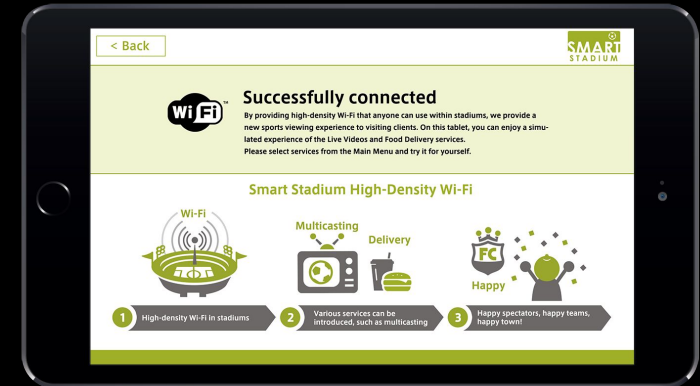 < Back
SMART
STADIUM
Wi Fi™
Successfully connected
By providing high-density Wi-Fi that anyone can use within stadiums, we provide a
new sports viewing experience to visiting clients. On this tablet, you can enjoy a simu-
lated experience of the Live Videos and Food Delivery services.
Please select services from the Main Menu and try it for yourself.
Smart Stadium High-Density Wi-Fi
Wi-Fi
Multicasting
Delivery
FC
Happy
1 High-density Wi-Fi in stadiums
2 Various services can be
introduced, such as multicasting
3 Happy spectators, happy teams,
happy town!